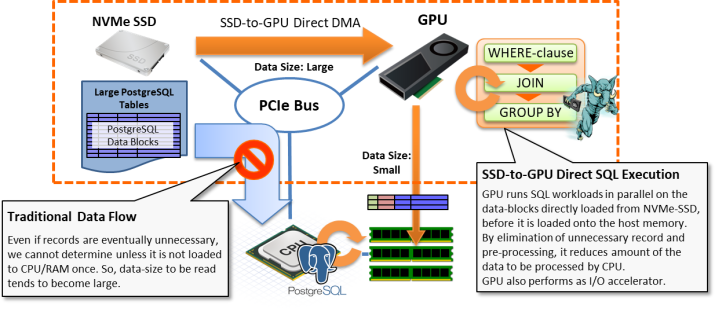 NVMe SSD
SSD-to-GPU Direct DMA
GPU
SSD
Data Size: Large
WHERE-clause
JOIN
GROUP BY
Large PostgreSQL
Tables
PostgreSQL
Data Blocks
PCIe Bus
Data Size:
Small
Traditional Data Flow
Even if records are eventually unnecessary,
we cannot determine unless it is not loaded
to CPU/RAM once. So, data-size to be read
tends to become large.
SSD-to-GPU Direct SQL Execution
GPU runs SQL workloads in parallel on the
data-blocks directly loaded from NVMe-SSD,
before it is loaded onto the host memory.
By elimination of unnecessary record and
pre-processing, it reduces amount of the
data to be processed by CPU.
GPU also performs as I/O accelerator.
CPU
PostgreSQL